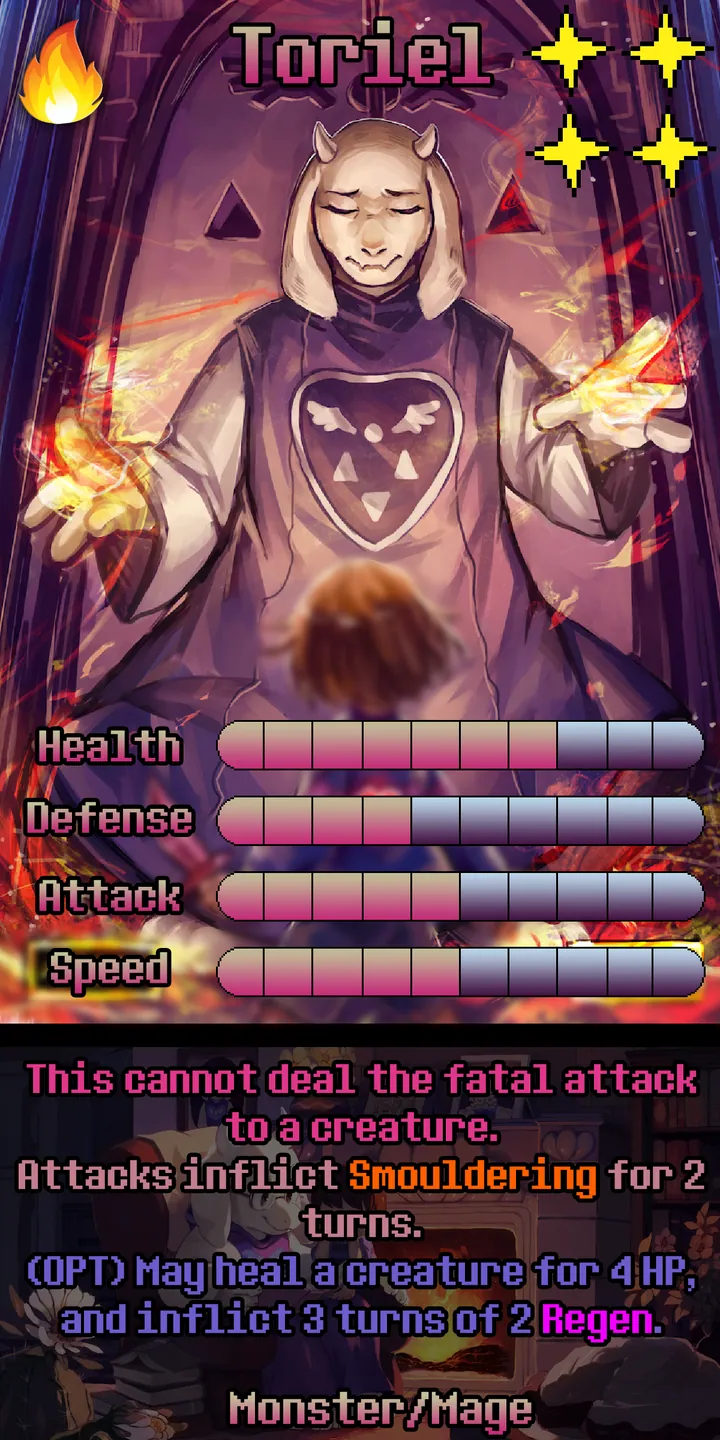 Toriel
Health
Defense
Attack
Speed
This cannot deal the fatal attack
to a creature.
Attacks inflict Smouldering for 2
turns.
(OPT) May heal a creature for 4 HP,
and inflict 3 turns of 2 Regen.
Monster/Mage